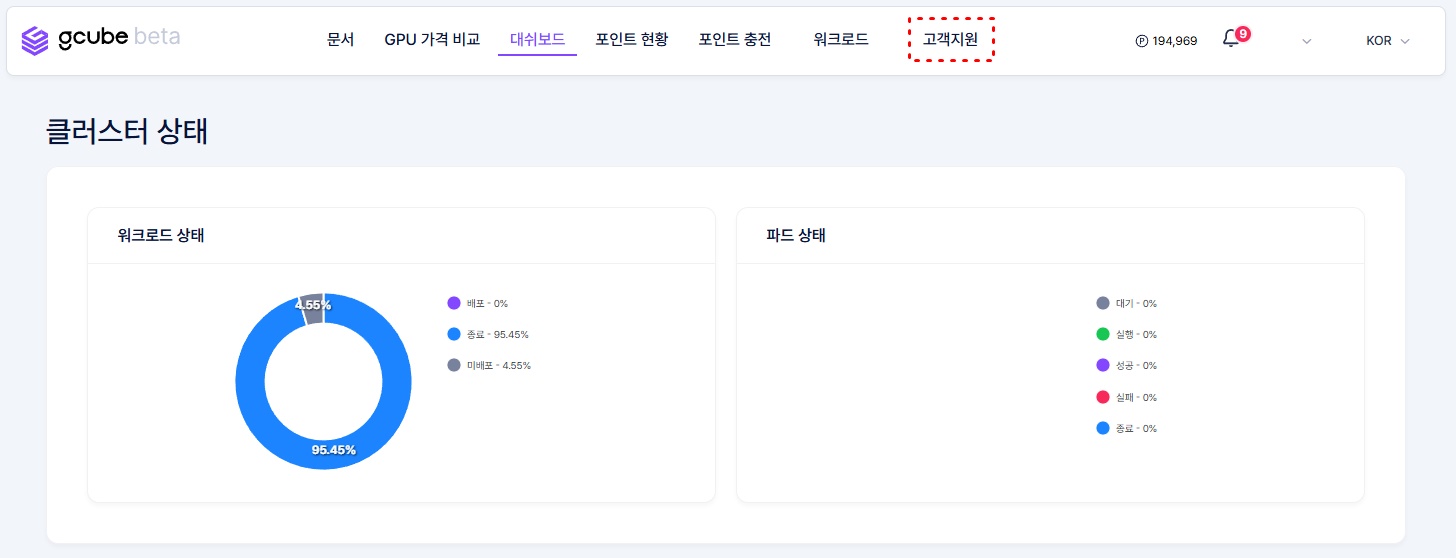 gcube beta 문서 GPU 가격 비교 대쉬보드 포인트 현황 포인트 충전 워크로드 고객지원 Ⓟ 194,969 9 KOR
클러스터 상태
워크로드 상태
4.55%
95.45%
배포 - 0%
종료 - 95.45%
미배포 - 4.55%
파드 상태
대기 - 0%
실행 - 0%
성공 - 0%
실패 - 0%
종료 - 0%